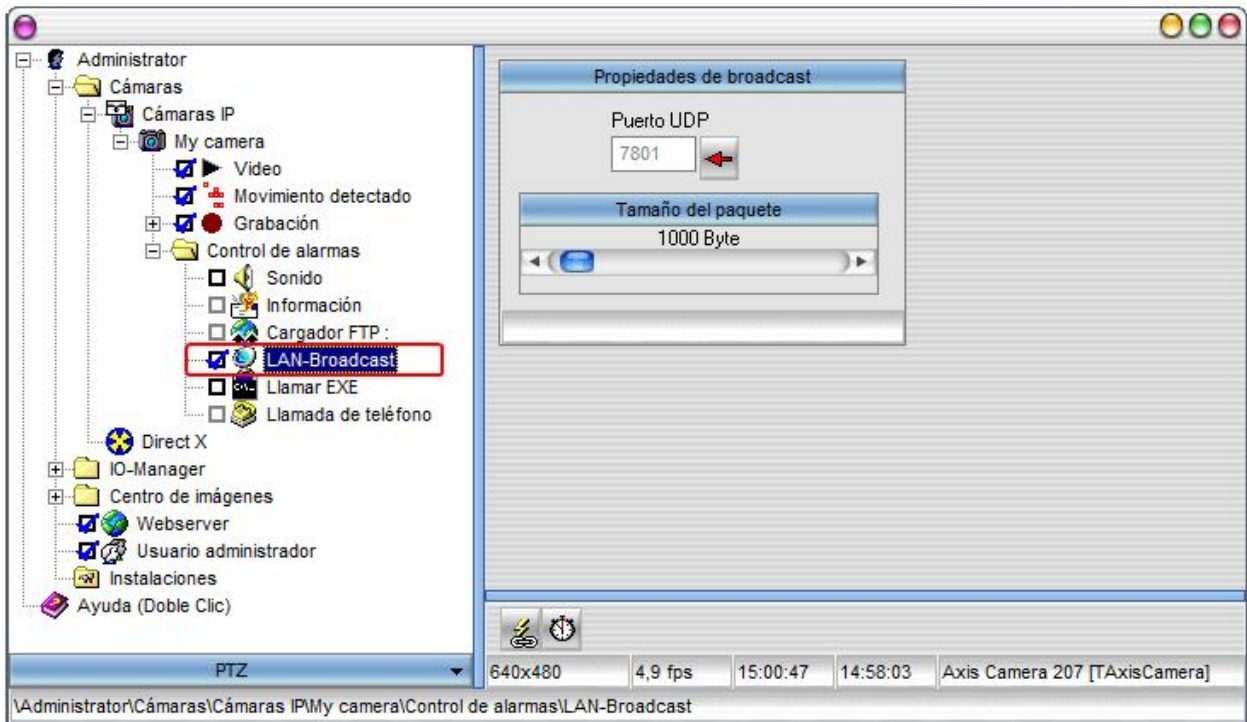 Administrator
Cámaras
Cámaras IP
My camera
Video
Movimiento detectado
Grabación
Control de alarmas
Sonido
Información
Cargador FTP :
LAN-Broadcast
Llamar EXE
Llamada de teléfono
Direct X
IO-Manager
Centro de imágenes
Webserver
Usuario administrador
Instalaciones
Ayuda (Doble Clic)
Propiedades de broadcast
Puerto UDP
7801
Tamaño del paquete
1000 Byte
PTZ
640x480
4,9 fps
15:00:47
14:58:03
Axis Camera 207 [TAxisCamera]
\Administrator\Cámaras\Cámaras IP\My camera\Control de alarmas\LAN-Broadcast